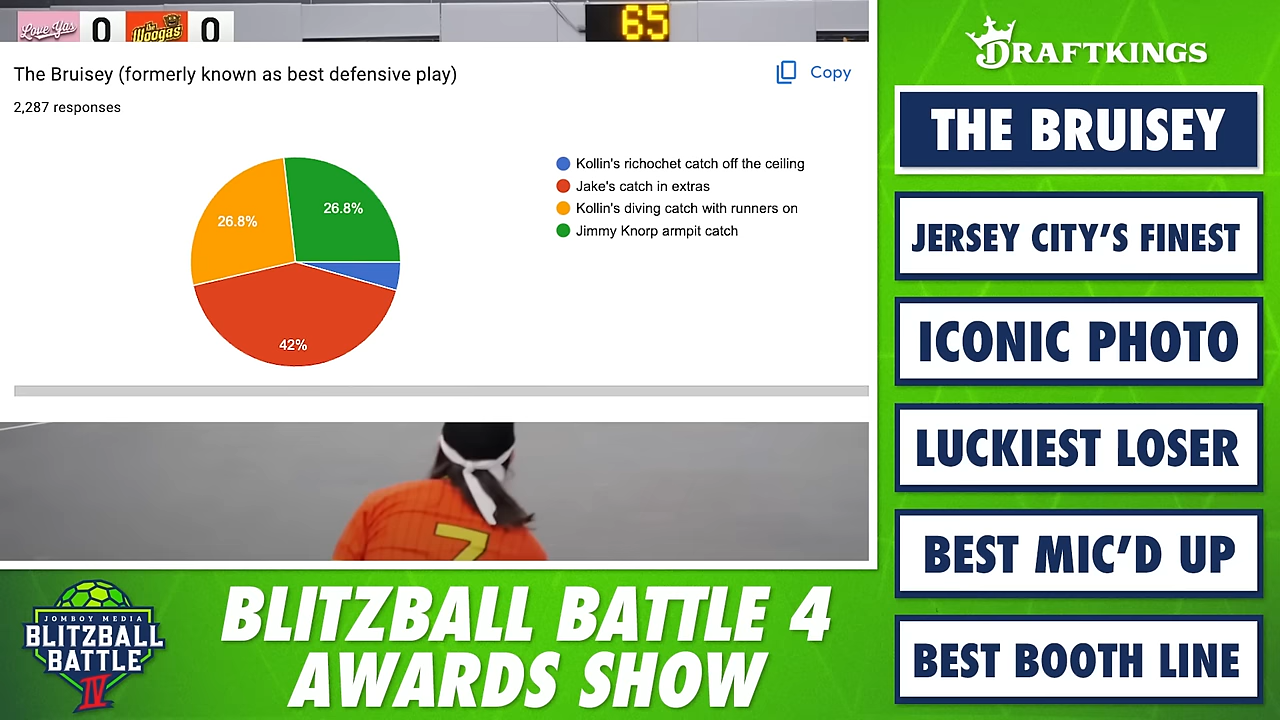 Love Yas 0 The Moogas 0
65
The Bruisey (formerly known as best defensive play)
Copy
2,287 responses
26.8%
26.8%
42%
Kollin's richochet catch off the ceiling
Jake's catch in extras
Kollin's diving catch with runners on
Jimmy Knorp armpit catch
7
DRAFTKINGS
THE BRUISEY
JERSEY CITY'S FINEST
ICONIC PHOTO
LUCKIEST LOSER
BEST MIC'D UP
BEST BOOTH LINE
JOMBOY MEDIA
BLITZBALL
BATTLE
IV
BLITZBALL BATTLE 4
AWARDS SHOW